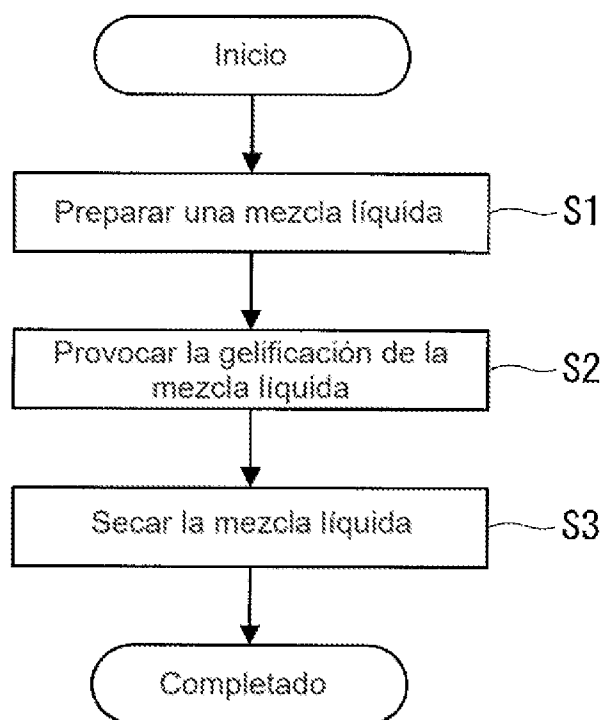 Inicio
Preparar una mezcla líquida
S1
Provocar la gelificación de la
mezcla líquida
S2
Secar la mezcla líquida
S3
Completado